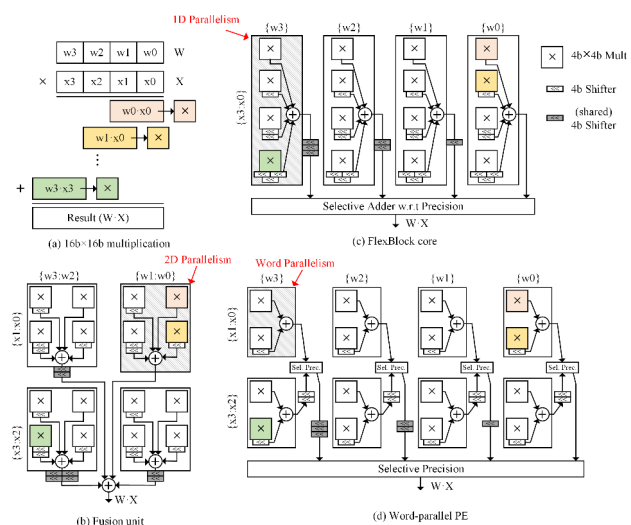 1D Parallelism
{w3} {w2} {w1} {w0}
w3 w2 w1 w0 W
× x3 x2 x1 x0 X
w0·x0 ×
w1·x0 ×
⋮
+ w3·x3 ×
Result (W·X)
(a) 16b×16b multiplication
{x3:x0}
× × × ×
<< << << <<
× × × ×
× × × ×
+ + + +
<< << <<
Selective Adder w.r.t Precision
W·X
(c) FlexBlock core
× 4b×4b Mult
<< 4b Shifter
(shared)
<< 4b Shifter
{w3:w2} {w1:w0}
2D Parallelism
{x1:x0}
× × × ×
<< << << <<
+ +
{x3:x2}
× × × ×
<< << << <<
+ + +
W·X
(b) Fusion unit
Word Parallelism
{w3} {w2} {w1} {w0}
{x1:x0}
× × × ×
<< << << <<
+ + + +
Sel. Prec. Sel. Prec. Sel. Prec. Sel. Prec.
{x3:x2}
× × × ×
<< << << <<
+ + + +
Selective Precision
W·X
(d) Word-parallel PE